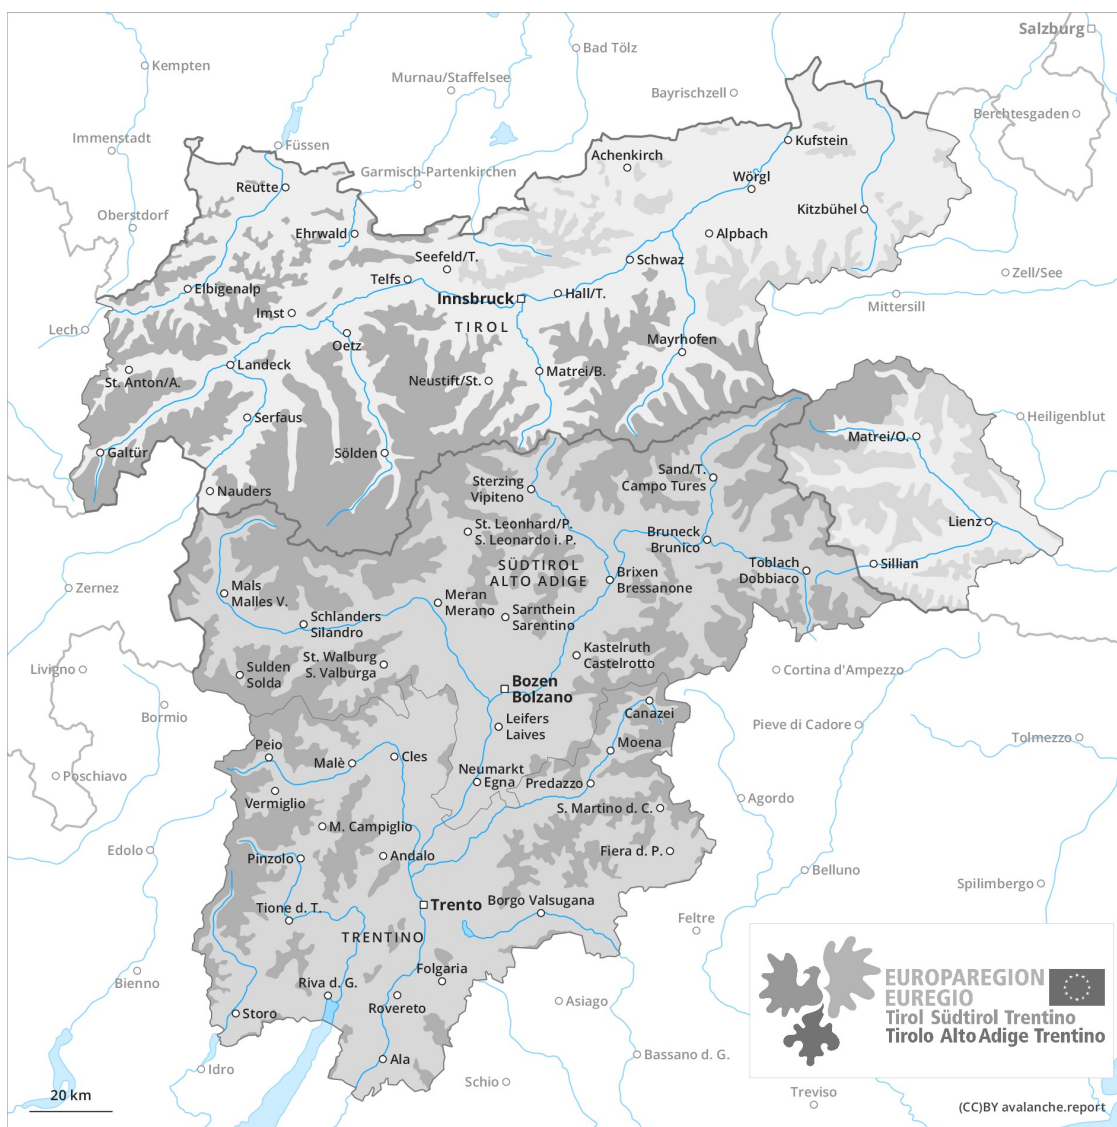 Salzburg
Kempten
Bad Tölz
Murnau/Staffelsee
Bayrischzell
Berchtesgaden
Immenstadt
Füssen
Kufstein
Achenkirch
Garmisch-Partenkirchen
Wörgl
Reutte
Oberstdorf
Kitzbühel
Ehrwald
Alpbach
Seefeld/T.
Schwaz
Zell/See
Telfs
Elbigenalp
Innsbruck
Hall/T.
Mittersill
Imst
TIROL
Lech
Oetz
Mayrhofen
Landeck
St. Anton/A.
Neustift/St.
Matrei/B.
Serfaus
Heiligenblut
Matrei/O.
Galtür
Sölden
Sand/T.
Campo Tures
Sterzing
Vipiteno
Nauders
Lienz
St. Leonhard/P.
S. Leonardo i. P.
Bruneck
Brunico
SÜDTIROL
ALTO ADIGE
Toblach
Dobbiaco
Sillian
Brixen
Bressanone
Zernez
Mals
Malles V.
Meran
Merano
Sarnthein
Sarentino
Schlanders
Silandro
Kastelruth
Castelrotto
St. Walburg
S. Valburga
Livigno
Sulden
Solda
Cortina d'Ampezzo
Bozen
Bolzano
Bormio
Canazei
Leifers
Laives
Pieve di Cadore
Tolmezzo
Peio
Moena
Cles
Malè
Poschiavo
Neumarkt
Egna
Predazzo
Vermiglio
Agordo
S. Martino d. C.
M. Campiglio
Edolo
Pinzolo
Andalo
Fiera d. P.
Belluno
Spilimbergo
Trento
Borgo Valsugana
Tione d. T.
Feltre
TRENTINO
Folgaria
Bienno
Riva d. G.
Rovereto
Asiago
Storo
EUROPAREGION
EUREGIO
Tirol Südtirol Trentino
Tirolo Alto Adige Trentino
Ala
Bassano d. G.
Idro
Schio
Treviso
20 km
(CC)BY avalanche.report